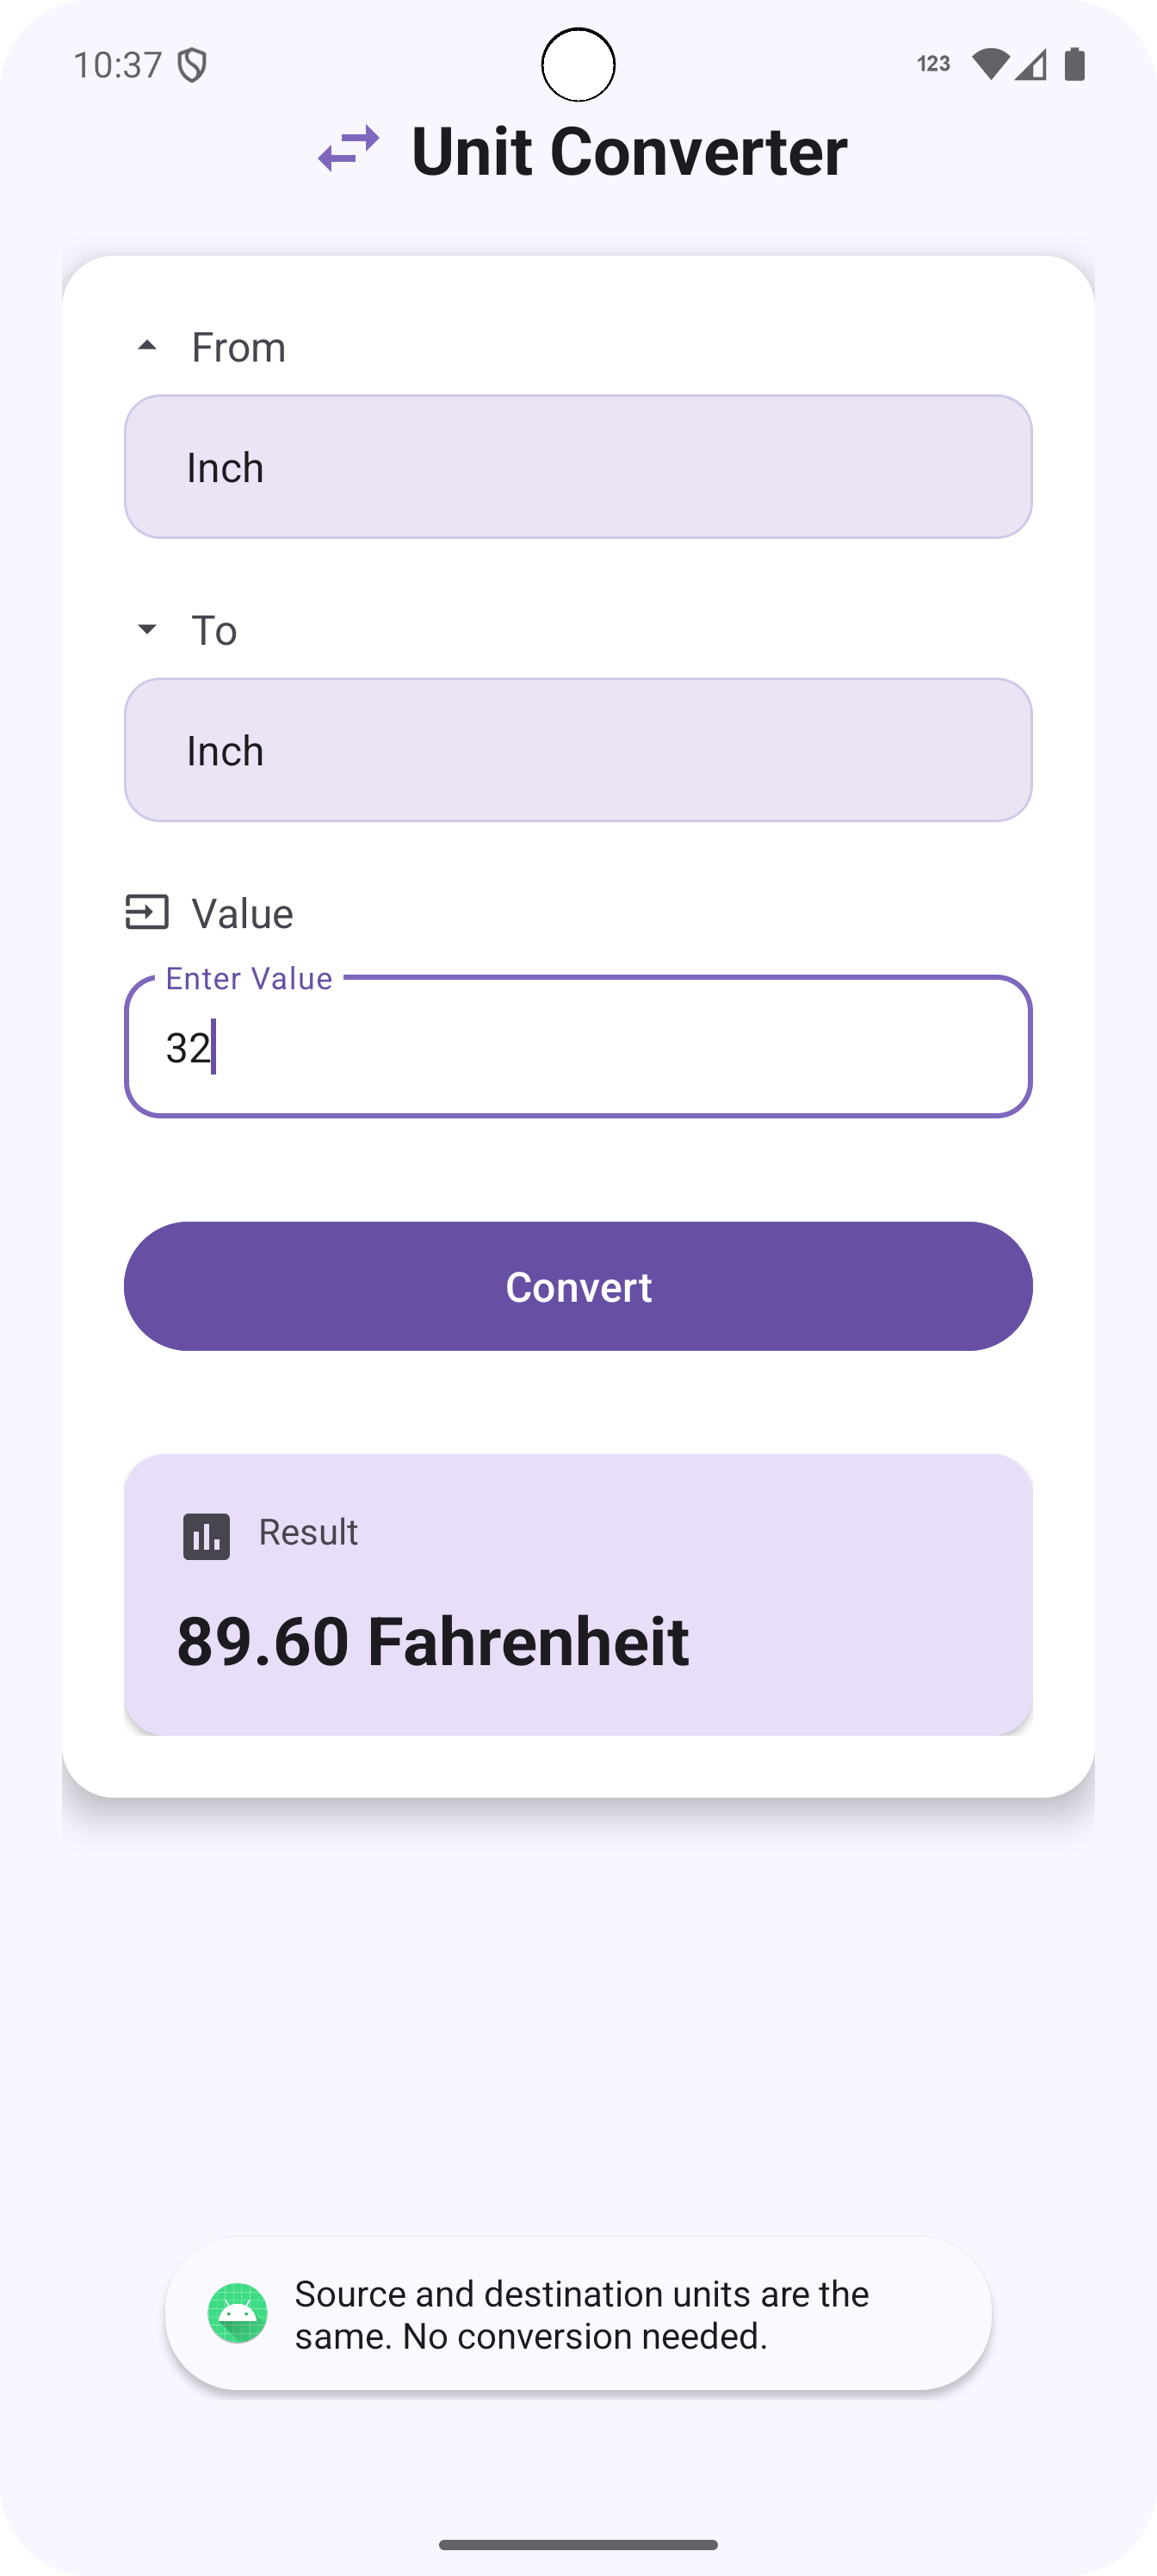 10:37
123
Unit Converter
From
Inch
To
Inch
Value
Enter Value
32
Convert
Result
89.60 Fahrenheit
Source and destination units are the
same. No conversion needed.